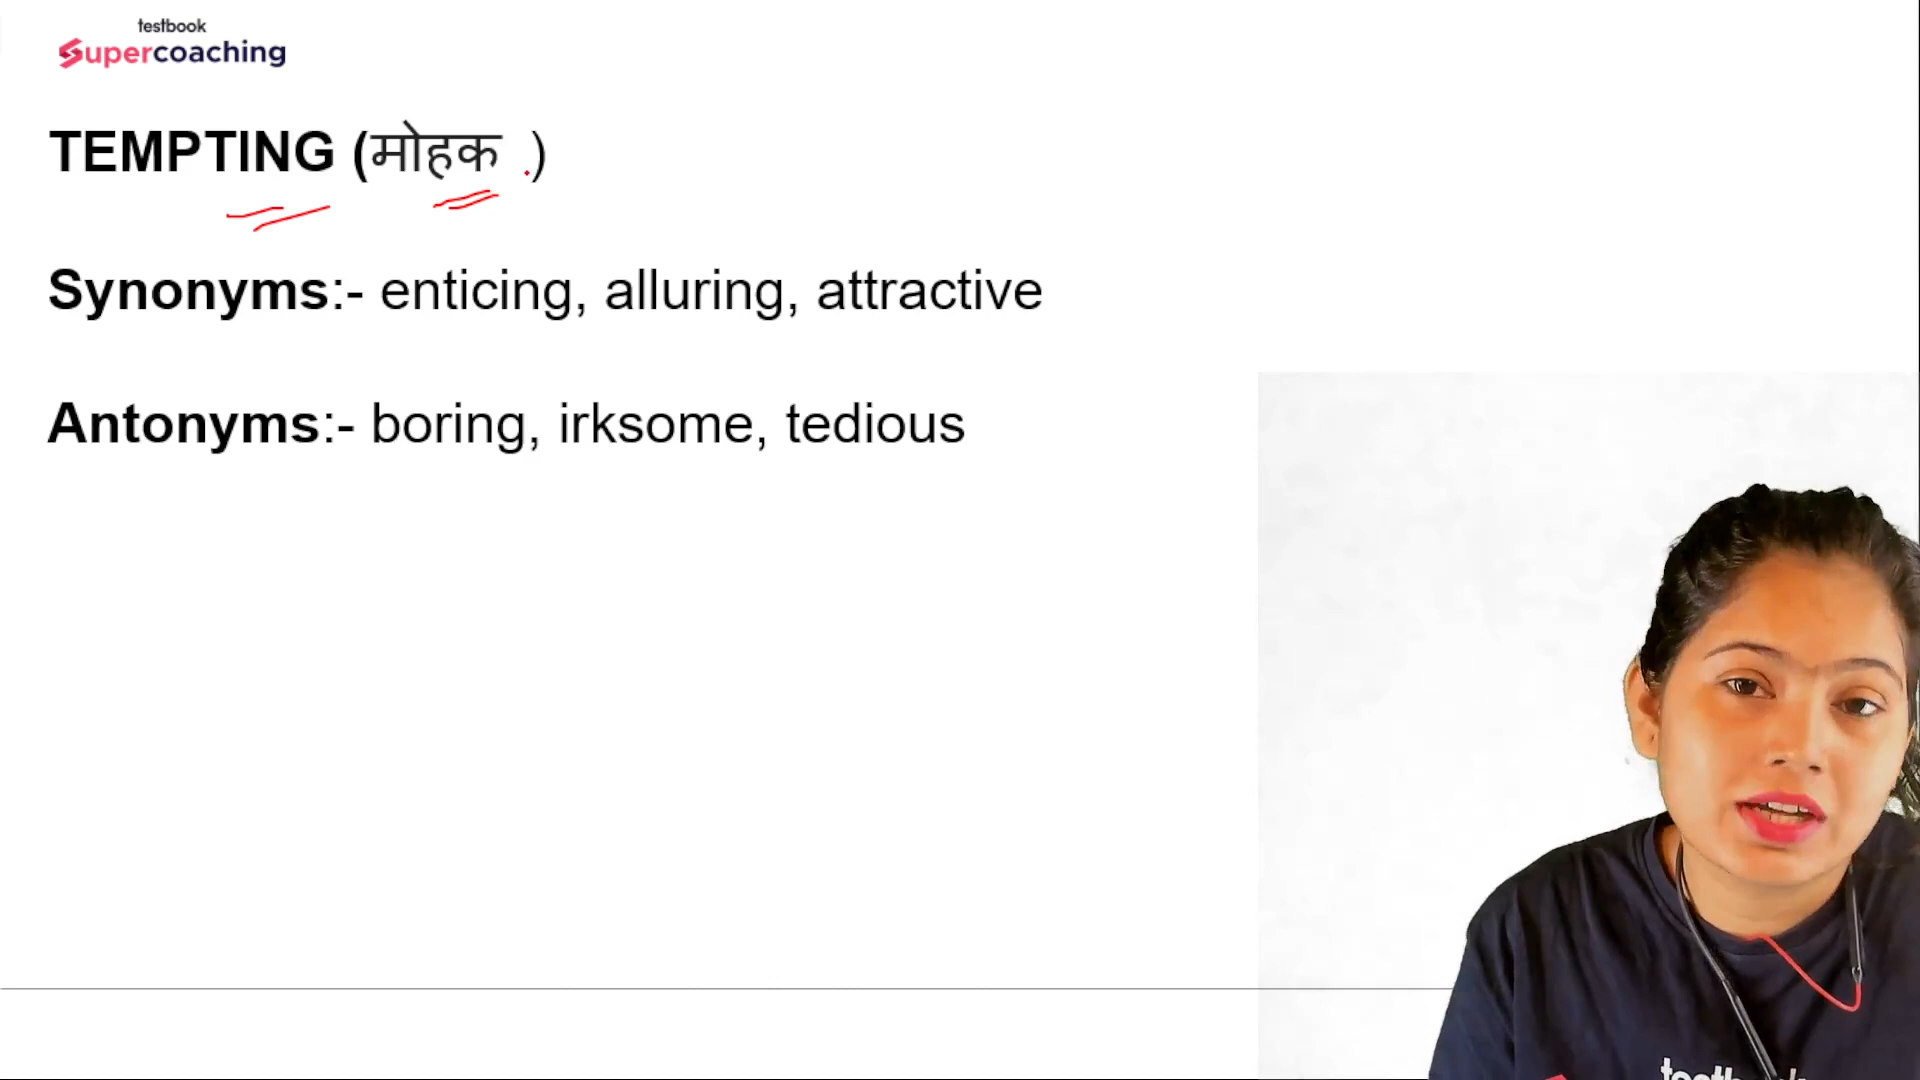 testbook
Supercoaching
TEMPTING (मोहक )
Synonyms:- enticing, alluring, attractive
Antonyms:- boring, irksome, tedious